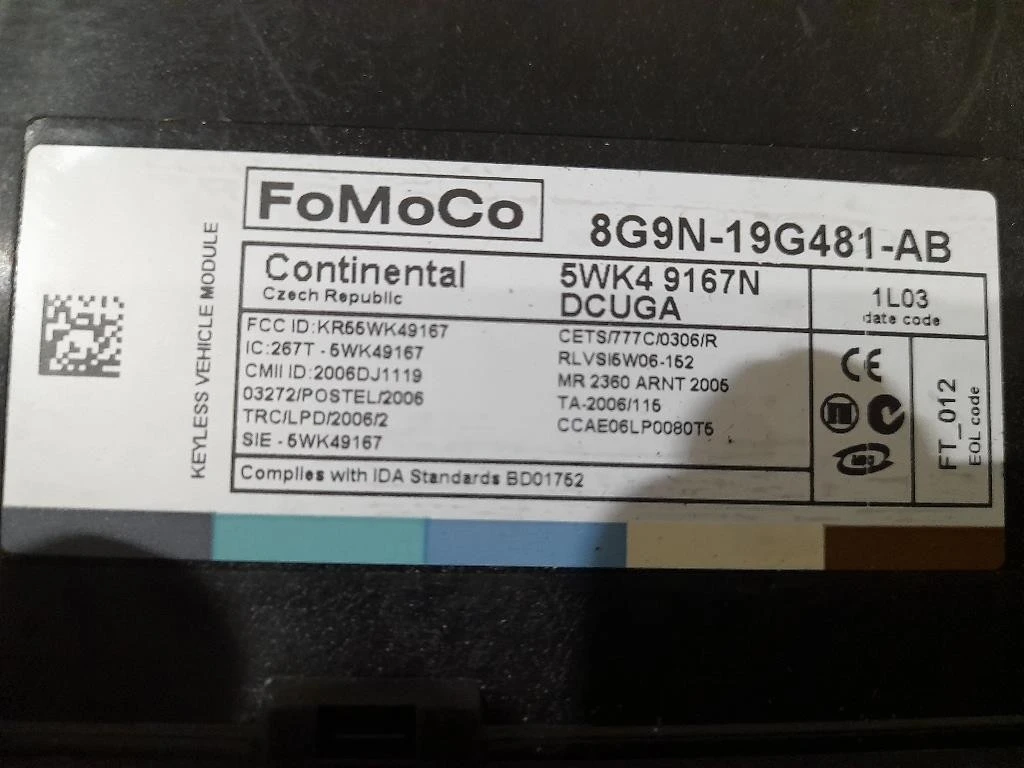 FoMoCo
8G9N-19G481-AB
KEYLESS VEHICLE MODULE
Continental
Czech Republic
5WK4 9167N
DCUGA
1L03
date code
FCC ID:KR55WK49167
IC:267T - 5WK49167
CMII ID:2006DJ1119
03272/POSTEL/2006
TRC/LPD/2006/2
SIE - 5WK49167
CETS/777C/0306/R
RLVSI5W06-152
MR 2360 ARNT 2005
TA-2006/115
CCAE06LP0080T5
CE
FT_012
EOL code
Complies with IDA Standards BD01752